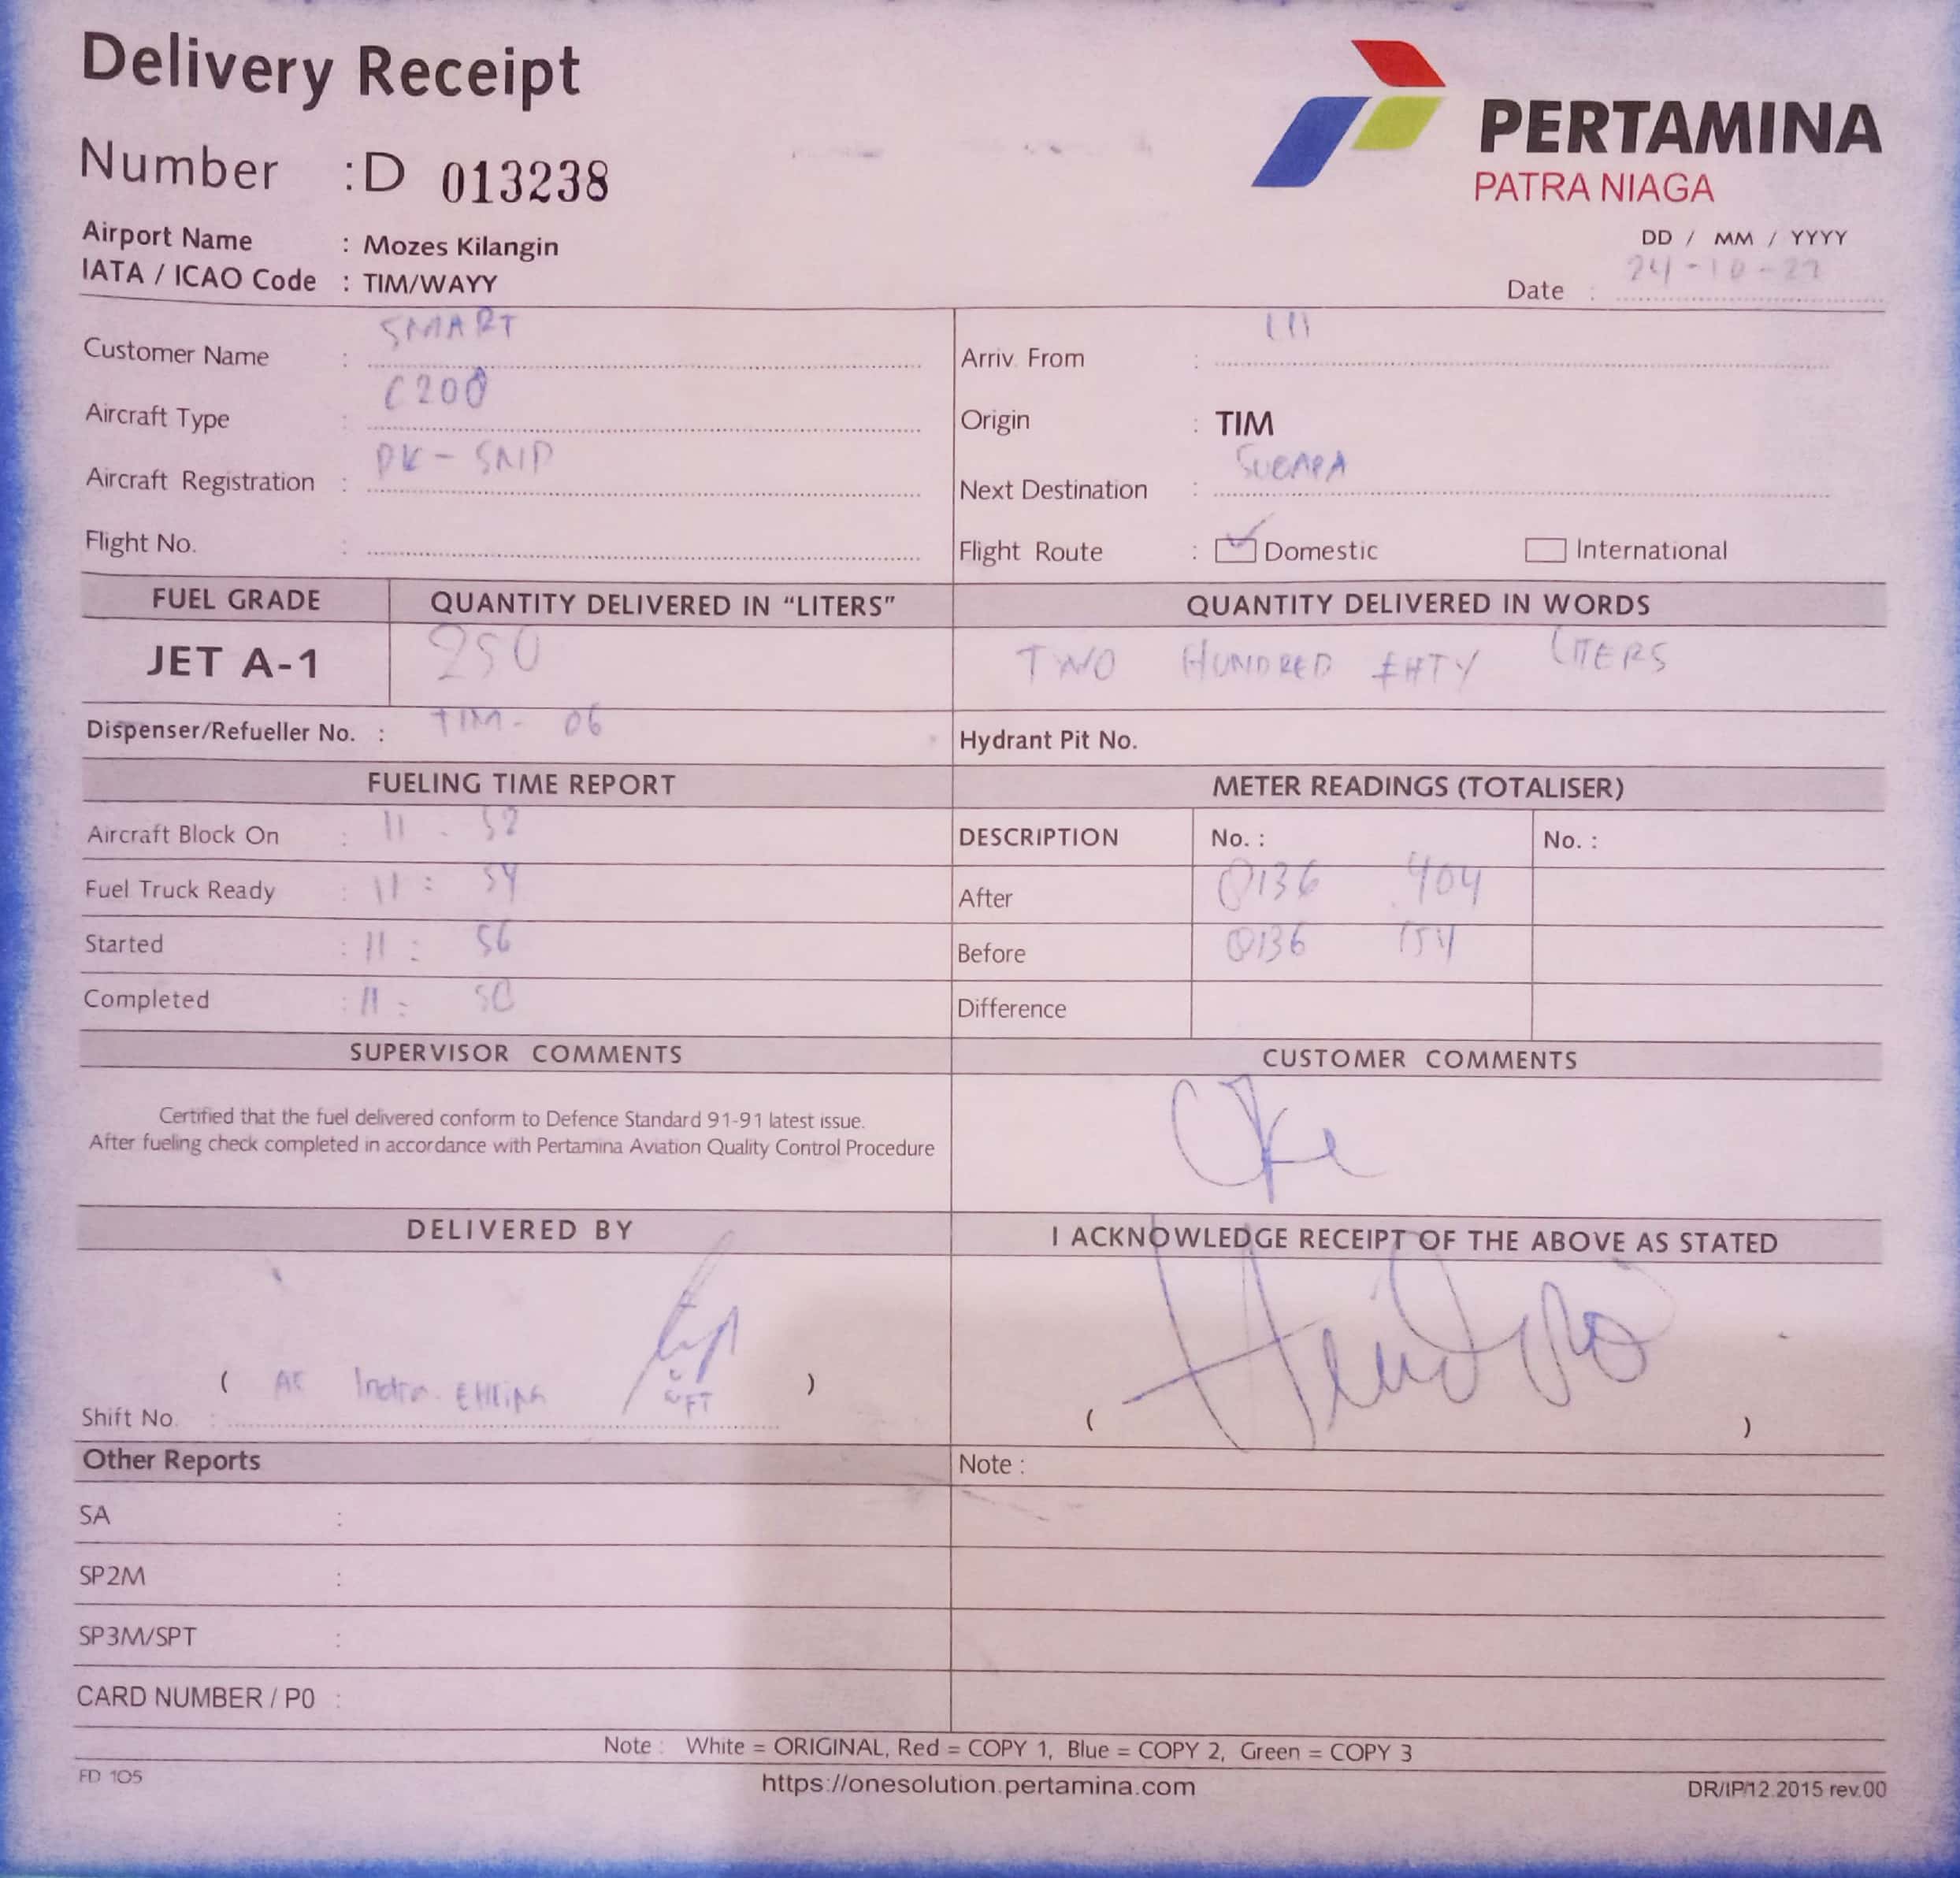 Delivery Receipt
Number :D 013238
PERTAMINA
PATRA NIAGA
Airport Name : Mozes Kilangin
IATA / ICAO Code : TIM/WAYY
DD / MM / YYYY
Date : 24-10-
Customer Name : SMART
Arriv. From :
Aircraft Type : C208
Origin : TIM
Aircraft Registration : PK-
Next Destination :
Flight No. :
Flight Route : Domestic International
FUEL GRADE QUANTITY DELIVERED IN “LITERS” QUANTITY DELIVERED IN WORDS
JET A-1 250 TWO HUNDRED LITERS
Dispenser/Refueller No. : TIM- 06
Hydrant Pit No.
FUELING TIME REPORT METER READINGS (TOTALISER)
Aircraft Block On : 11 . 52
DESCRIPTION No. : No. :
Fuel Truck Ready : 11 : 54
After 0136 404
Started : 11 : 56
Before 0136 154
Completed : 11 :
Difference
SUPERVISOR COMMENTS CUSTOMER COMMENTS
Certified that the fuel delivered conform to Defence Standard 91-91 latest issue.
After fueling check completed in accordance with Pertamina Aviation Quality Control Procedure
Oke
DELIVERED BY I ACKNOWLEDGE RECEIPT OF THE ABOVE AS STATED
( Indra )
Shift No. :
( )
Other Reports Note :
SA :
SP2M :
SP3M/SPT :
CARD NUMBER / PO :
Note : White = ORIGINAL, Red = COPY 1, Blue = COPY 2, Green = COPY 3
FD 105 https://onesolution.pertamina.com DR/IP/12.2015 rev.00